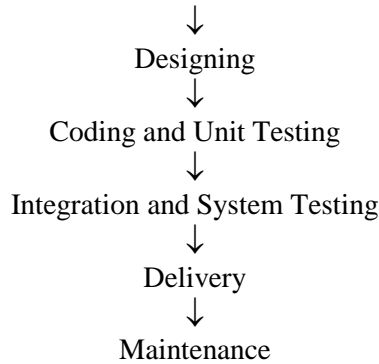 ↓
Designing
↓
Coding and Unit Testing
↓
Integration and System Testing
↓
Delivery
↓
Maintenance